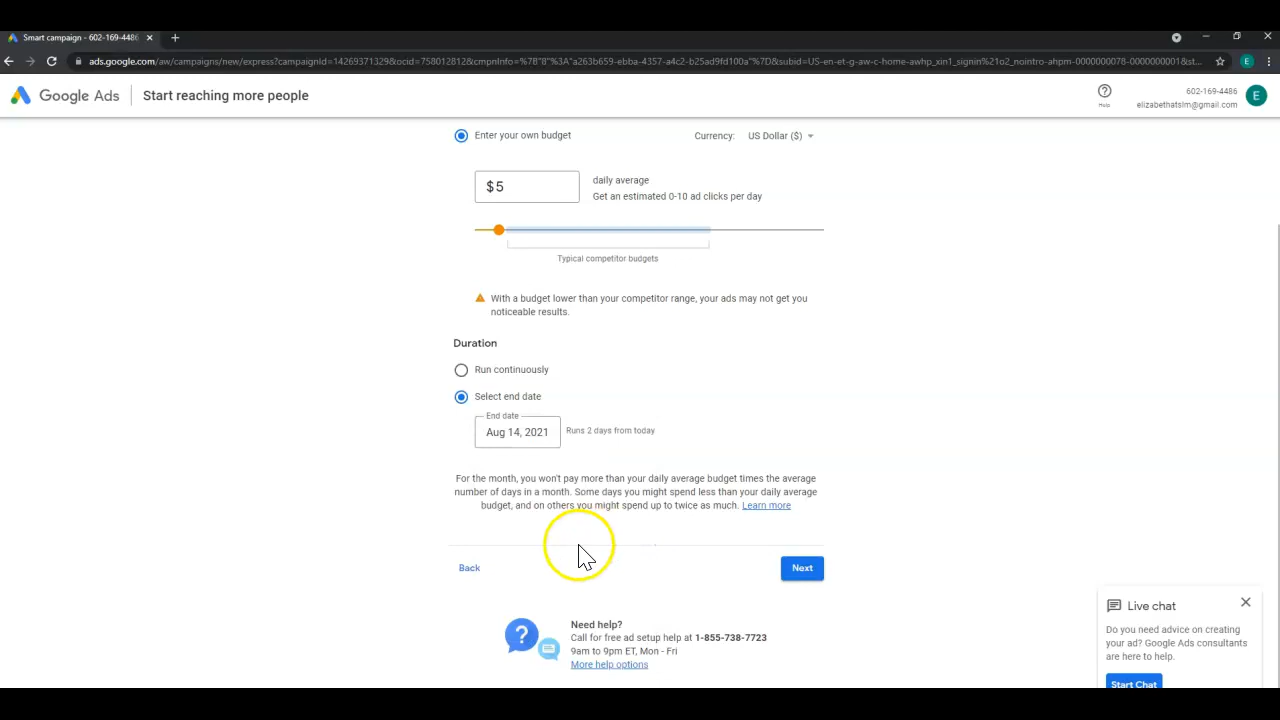 Smart campaign - 602-169-4486
ads.google.com/aw/campaigns/new/express?campaignId=14269371329&ocid=758012812&cmpnInfo=%7B"8"%3A"a263b659-ebba-4357-a4c2-b25ad9fd100a"%7D&subid=US-en-et-g-aw-c-home-awhp_xin1_signin%21o2_nointro-ahpm-0000000078-0000000001&st...
E
Google Ads
Start reaching more people
Help
602-169-4486
elizabethatslm@gmail.com
E
Enter your own budget
Currency: US Dollar ($)
$5
daily average
Get an estimated 0-10 ad clicks per day
Typical competitor budgets
With a budget lower than your competitor range, your ads may not get you
noticeable results.
Duration
Run continuously
Select end date
End date
Aug 14, 2021
Runs 2 days from today
For the month, you won't pay more than your daily average budget times the average
number of days in a month. Some days you might spend less than your daily average
budget, and on others you might spend up to twice as much. Learn more
Back
Next
Need help?
Call for free ad setup help at 1-855-738-7723
9am to 9pm ET, Mon - Fri
More help options
Live chat
Do you need advice on creating
your ad? Google Ads consultants
are here to help.
Start Chat